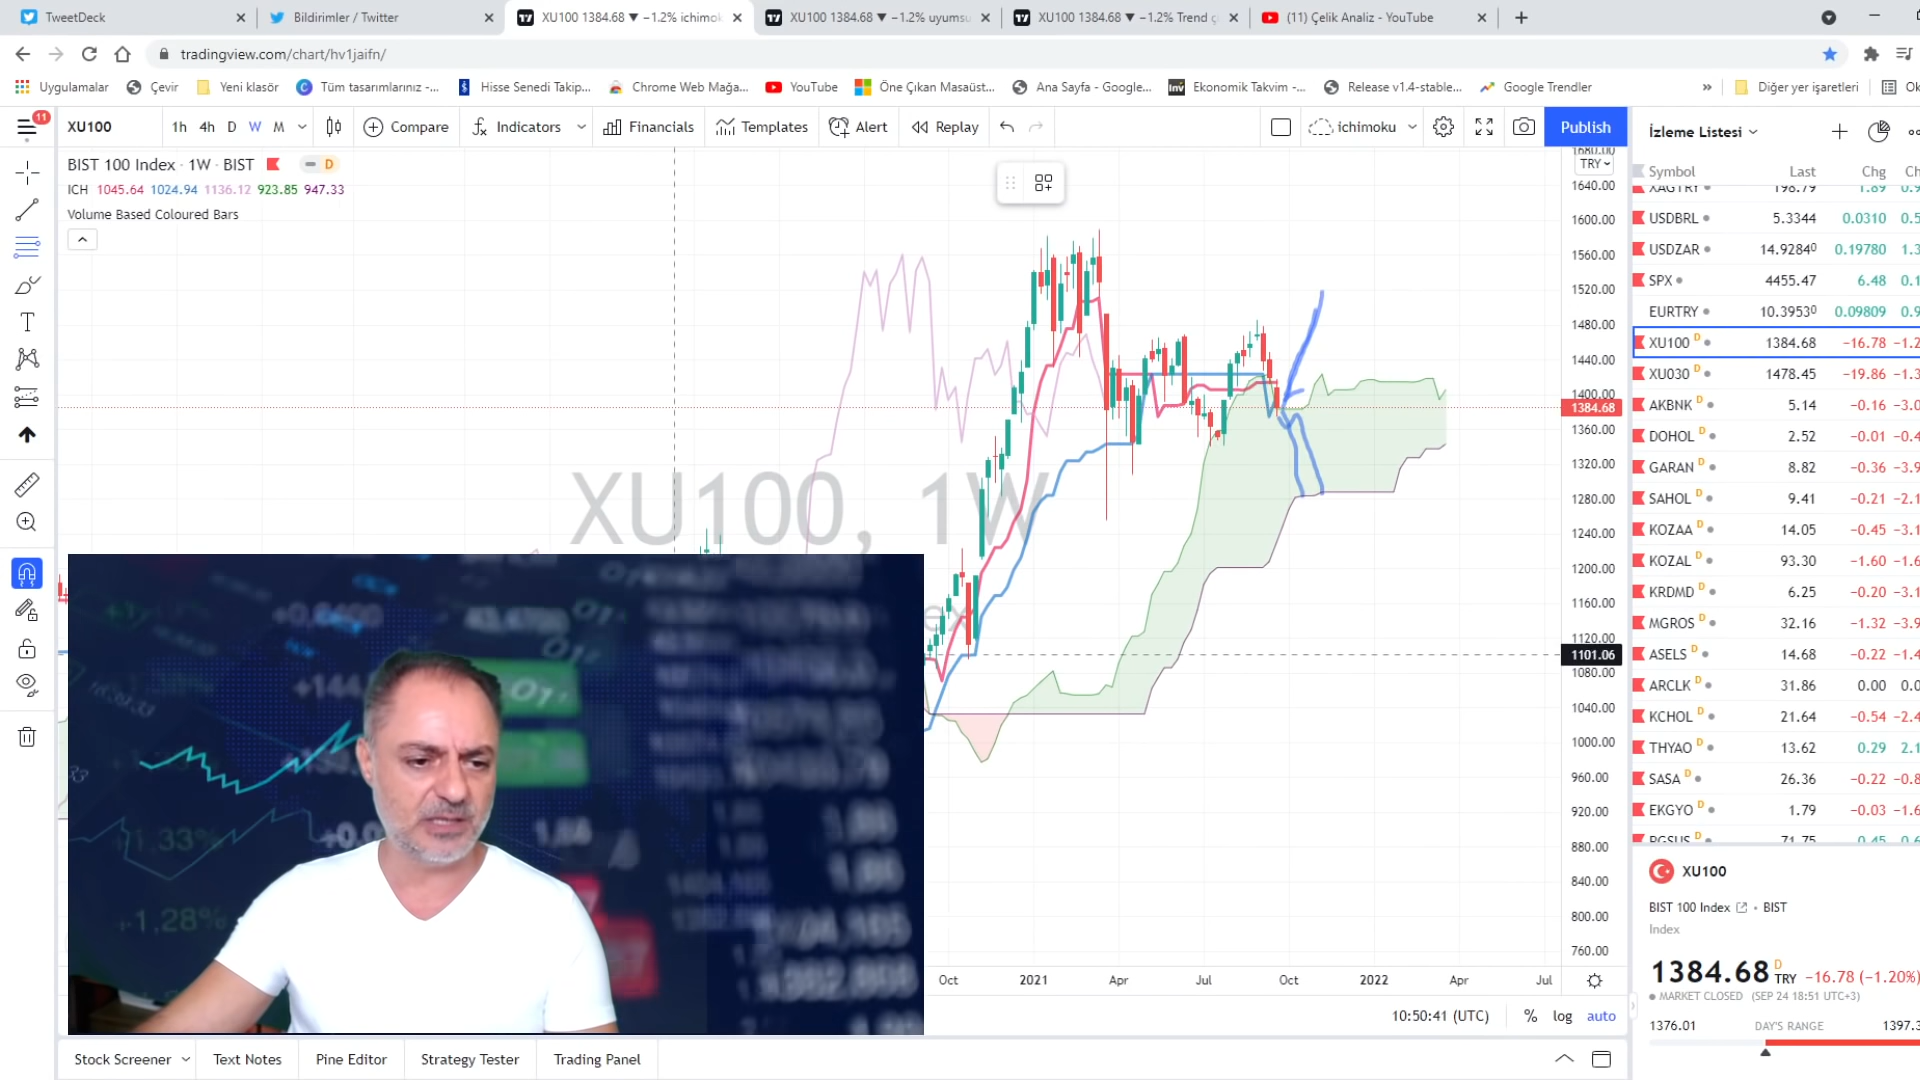 TweetDeck
Bildirimler / Twitter
XU100 1384.68 ▼ −1.2% ichimok
XU100 1384.68 ▼ −1.2% uyumsu
XU100 1384.68 ▼ −1.2% Trend ç
(11) Çelik Analiz - YouTube
tradingview.com/chart/hv1jaifn/
Uygulamalar
Çevir
Yeni klasör
Tüm tasarımlarınız -...
Hisse Senedi Takip...
Chrome Web Mağa...
YouTube
Öne Çıkan Masaüst...
Ana Sayfa - Google...
Ekonomik Takvim -...
Release v1.4-stable...
Google Trendler
»
Diğer yer işaretleri
Ok
11
XU100
1h 4h D W M
Compare
Indicators
Financials
Templates
Alert
Replay
ichimoku
Publish
BIST 100 Index · 1W · BIST
D
ICH 1045.64 1024.94 1136.12 923.85 947.33
Volume Based Coloured Bars
XU100, 1W
TRY
1680.00
1640.00
1600.00
1560.00
1520.00
1480.00
1440.00
1400.00
1384.68
1360.00
1320.00
1280.00
1240.00
1200.00
1160.00
1120.00
1101.06
1080.00
1040.00
1000.00
960.00
920.00
880.00
840.00
800.00
760.00
Oct 2021 Apr Jul Oct 2022 Apr Jul
10:50:41 (UTC) % log auto
Stock Screener
Text Notes
Pine Editor
Strategy Tester
Trading Panel
İzleme Listesi
Symbol Last Chg Ch
XAGTRY 198.79 1.89 0.9
USDBRL 5.3344 0.0310 0.5
USDZAR 14.92840 0.19780 1.3
SPX 4455.47 6.48 0.1
EURTRY 10.39530 0.09809 0.9
XU100 D 1384.68 −16.78 −1.2
XU030 D 1478.45 −19.86 −1.3
AKBNK D 5.14 −0.16 −3.0
DOHOL D 2.52 −0.01 −0.4
GARAN D 8.82 −0.36 −3.9
SAHOL D 9.41 −0.21 −2.1
KOZAA D 14.05 −0.45 −3.1
KOZAL D 93.30 −1.60 −1.6
KRDMD D 6.25 −0.20 −3.1
MGROS D 32.16 −1.32 −3.9
ASELS D 14.68 −0.22 −1.4
ARCLK D 31.86 0.00 0.0
KCHOL D 21.64 −0.54 −2.4
THYAO D 13.62 0.29 2.1
SASA D 26.36 −0.22 −0.8
EKGYO D 1.79 −0.03 −1.6
PGSUS D 71.75 0.45 0.6
XU100
BIST 100 Index • BIST
Index
1384.68 D TRY −16.78 (−1.20%)
MARKET CLOSED (SEP 24 18:51 UTC+3)
1376.01 DAY'S RANGE 1397.3